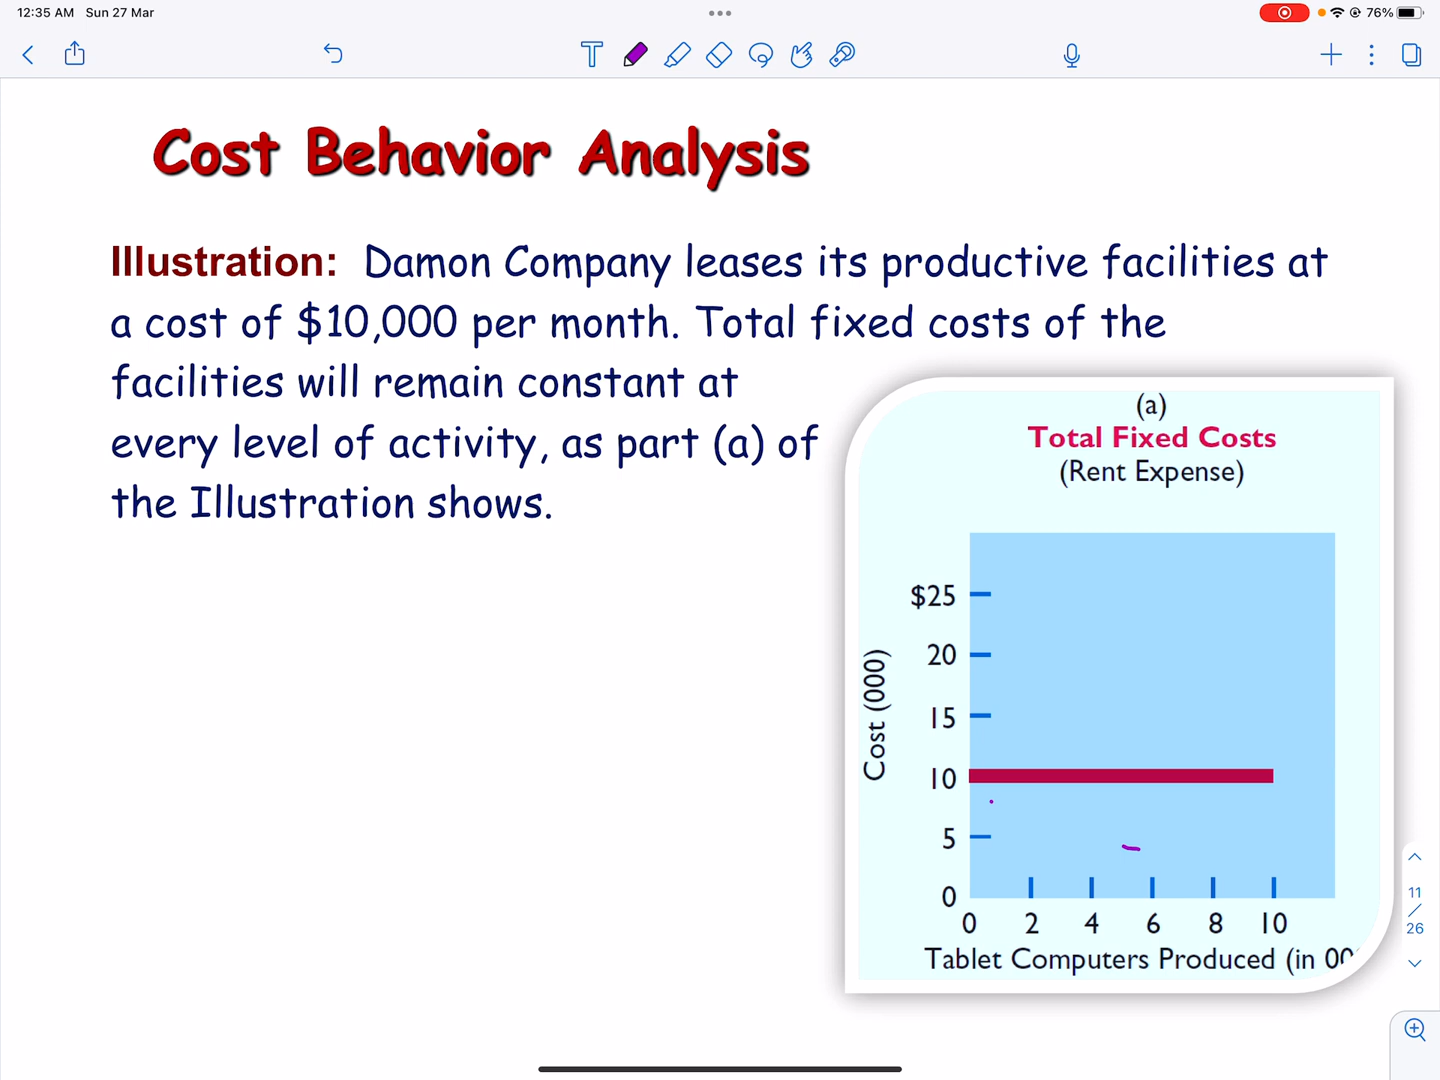 12:35 AM Sun 27 Mar
76%
Cost Behavior Analysis
Illustration: Damon Company leases its productive facilities at
a cost of $10,000 per month. Total fixed costs of the
facilities will remain constant at
every level of activity, as part (a) of
the Illustration shows.
(a)
Total Fixed Costs
(Rent Expense)
Cost (000)
$25
20
15
10
5
0
0 2 4 6 8 10
Tablet Computers Produced (in 00
11
/
26